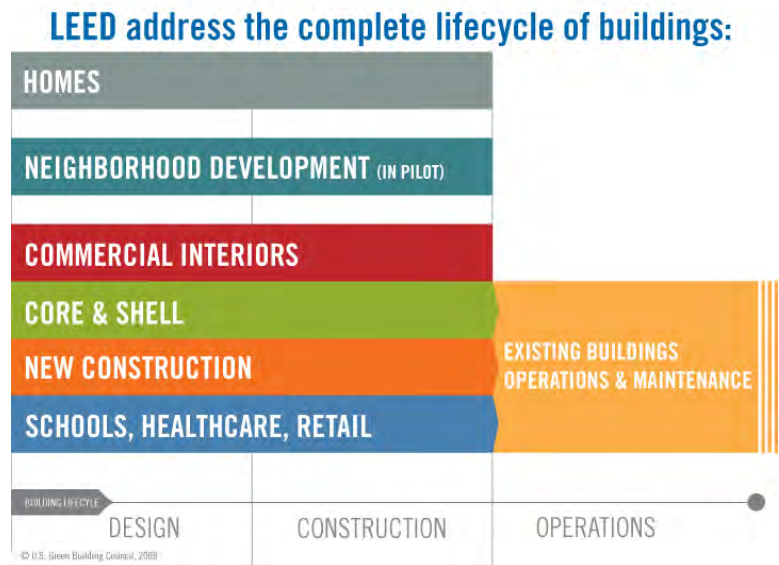 LEED address the complete lifecycle of buildings:
HOMES
NEIGHBORHOOD DEVELOPMENT (IN PILOT)
COMMERCIAL INTERIORS
CORE & SHELL
NEW CONSTRUCTION
SCHOOLS, HEALTHCARE, RETAIL
EXISTING BUILDINGS
OPERATIONS & MAINTENANCE
BUILDING LIFECYLE
DESIGN
CONSTRUCTION
OPERATIONS
© U.S. Green Building Council, 2008